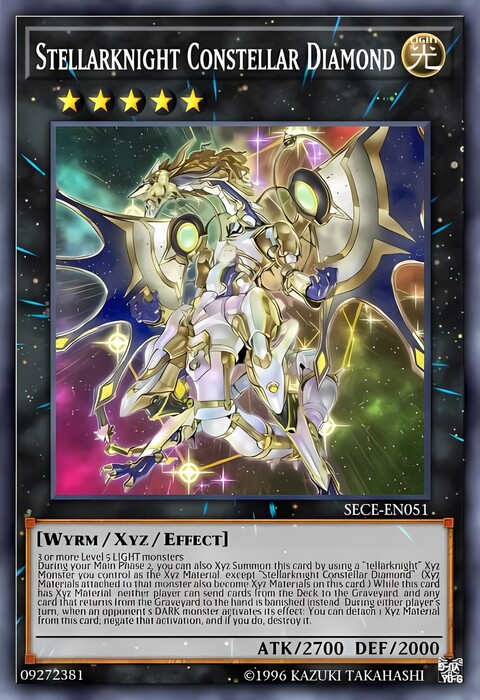 STELLARKNIGHT CONSTELLAR DIAMOND
LIGHT
光
SECE-EN051
[WYRM / XYZ / EFFECT]
3 or more Level 5 LIGHT monsters
During your Main Phase 2, you can also Xyz Summon this card by using a "tellarknight" Xyz
Monster you control as the Xyz Material, except "Stellarknight Constellar Diamond". (Xyz
Materials attached to that monster also become Xyz Materials on this card.) While this card
has Xyz Material, neither player can send cards from the Deck to the Graveyard, and any
card that returns from the Graveyard to the hand is banished instead. During either player's
turn, when an opponent's DARK monster activates its effect: You can detach 1 Xyz Material
from this card; negate that activation, and if you do, destroy it.
ATK/2700 DEF/2000
09272381
©1996 KAZUKI TAKAHASHI